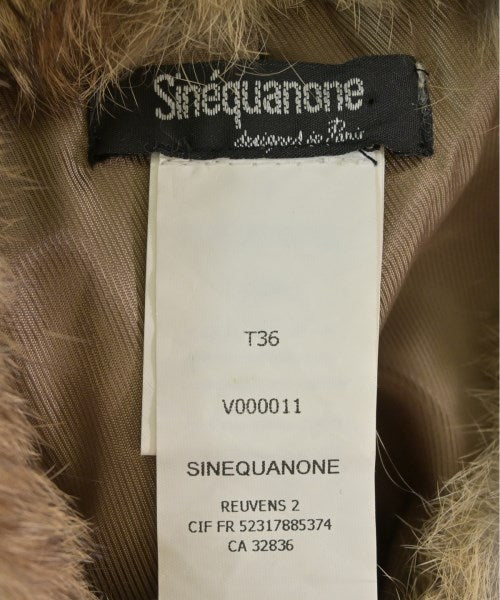 Sinéquanone
designed in Paris
T36
V000011
SINEQUANONE
REUVENS 2
CIF FR 52317885374
CA 32836